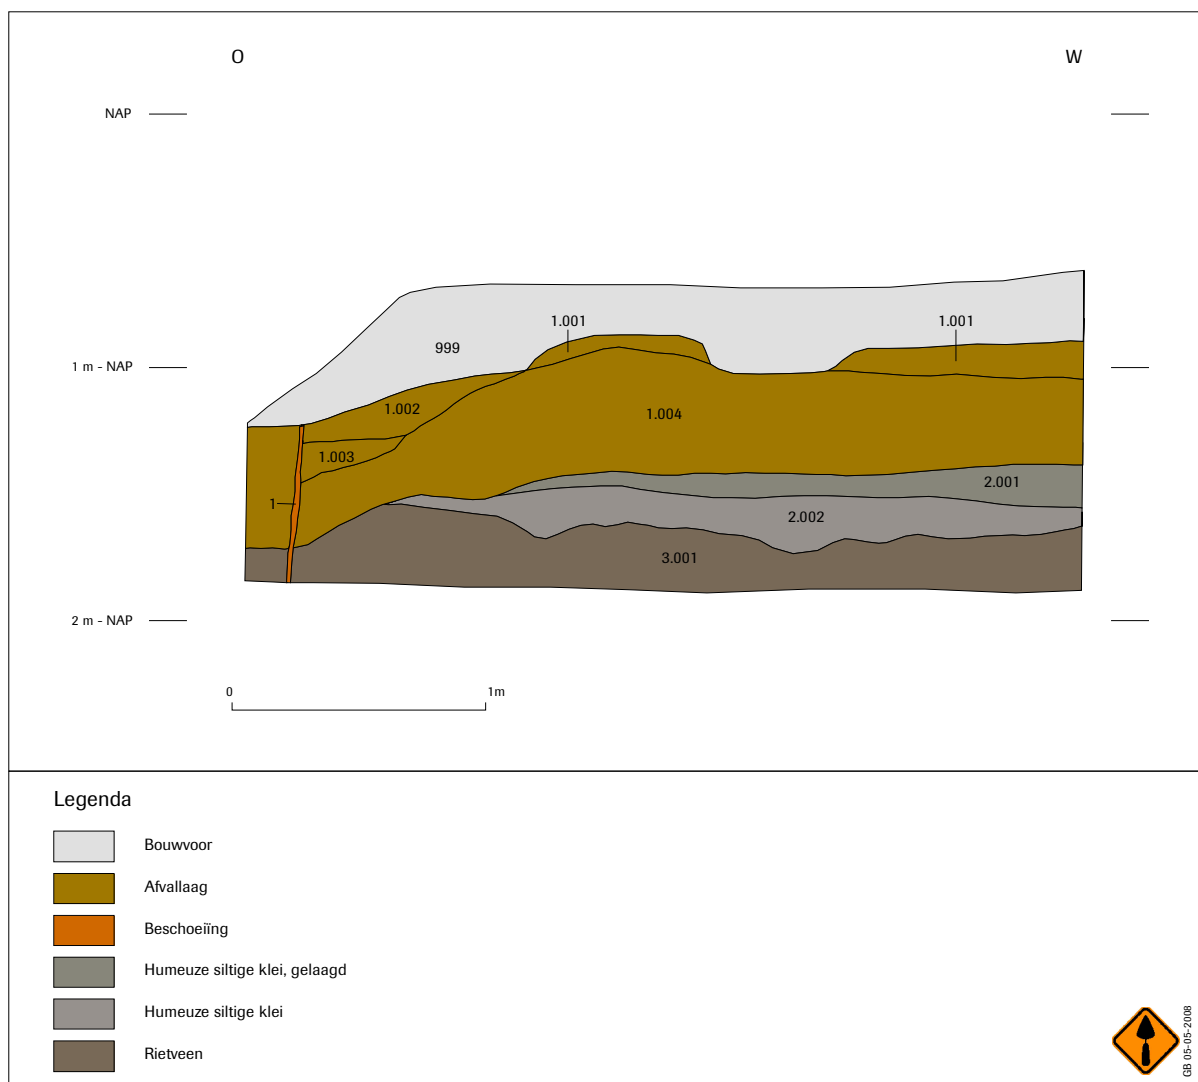 O W
NAP
1.001 1.001
999
1 m - NAP
1.002 1.004
1.003
2.001
1
2.002
3.001
2 m - NAP
0 1m
Legenda
Bouwvoor
Afvallaag
Beschoeiïng
Humeuze siltige klei, gelaagd
Humeuze siltige klei
Rietveen
GB 05-05-2008